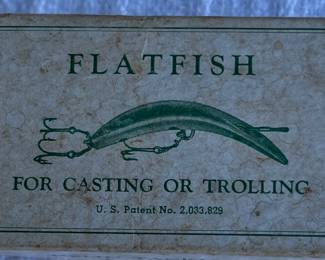 FLATFISH
FOR CASTING OR TROLLING
U. S. Patent No. 2,033,829